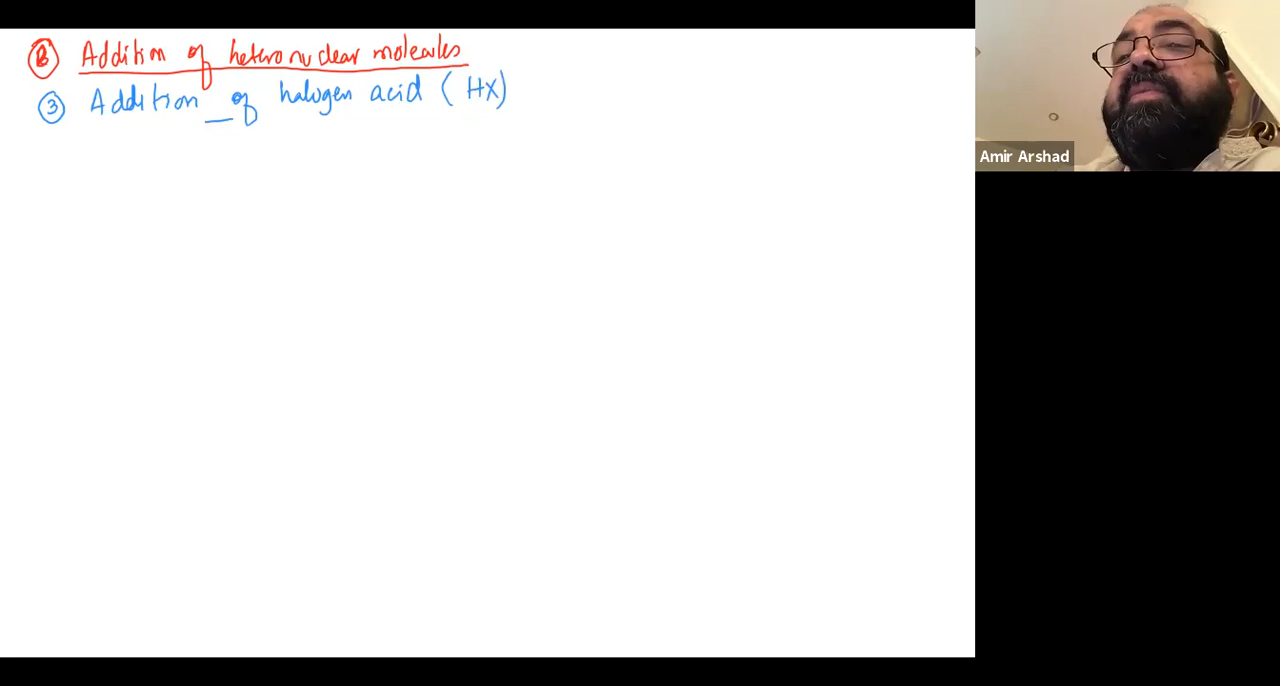 B Addition of heteronuclear molecules
3 Addition _ of halogen acid ( HX )
Amir Arshad